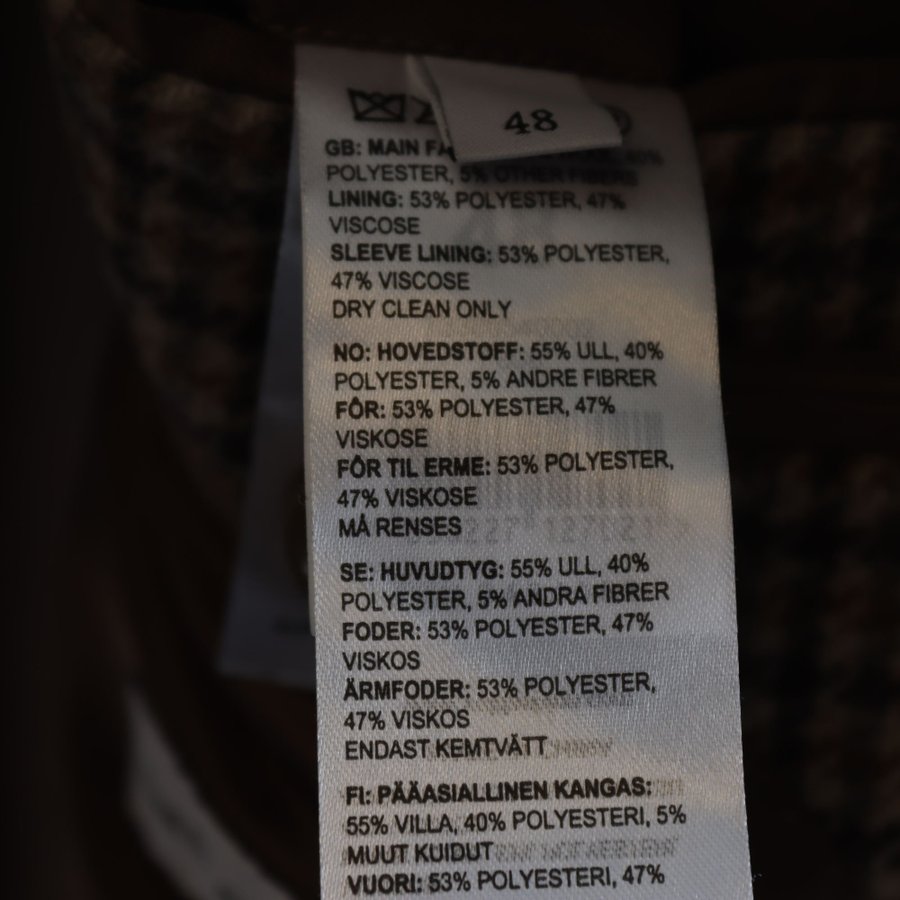 48
GB: MAIN FA 40%
POLYESTER, 5% OTHER FIBERS
LINING: 53% POLYESTER, 47%
VISCOSE
SLEEVE LINING: 53% POLYESTER,
47% VISCOSE
DRY CLEAN ONLY
NO: HOVEDSTOFF: 55% ULL, 40%
POLYESTER, 5% ANDRE FIBRER
FÔR: 53% POLYESTER, 47%
VISKOSE
FÔR TIL ERME: 53% POLYESTER,
47% VISKOSE
MÅ RENSES
SE: HUVUDTYG: 55% ULL, 40%
POLYESTER, 5% ANDRA FIBRER
FODER: 53% POLYESTER, 47%
VISKOS
ÄRMFODER: 53% POLYESTER,
47% VISKOS
ENDAST KEMTVÄTT
FI: PÄÄASIALLINEN KANGAS:
55% VILLA, 40% POLYESTERI, 5%
MUUT KUIDUT
VUORI: 53% POLYESTERI, 47%